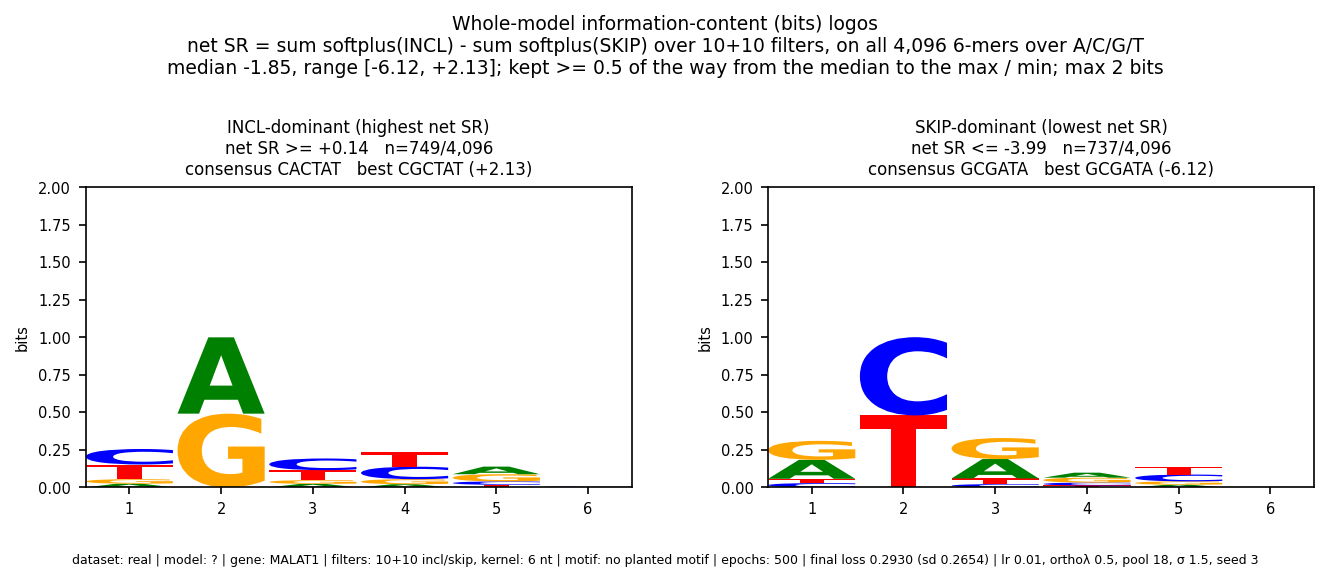 Whole-model information-content (bits) logos
net SR = sum softplus(INCL) - sum softplus(SKIP) over 10+10 filters, on all 4,096 6-mers over A/C/G/T
median -1.85, range [-6.12, +2.13]; kept >= 0.5 of the way from the median to the max / min; max 2 bits
INCL-dominant (highest net SR)
net SR >= +0.14 n=749/4,096
consensus CACTAT best CGCTAT (+2.13)
2.00
1.75
1.50
1.25
1.00
0.75
0.50
0.25
0.00
bits
1 2 3 4 5 6
SKIP-dominant (lowest net SR)
net SR <= -3.99 n=737/4,096
consensus GCGATA best GCGATA (-6.12)
2.00
1.75
1.50
1.25
1.00
0.75
0.50
0.25
0.00
bits
1 2 3 4 5 6
dataset: real | model: ? | gene: MALAT1 | filters: 10+10 incl/skip, kernel: 6 nt | motif: no planted motif | epochs: 500 | final loss 0.2930 (sd 0.2654) | lr 0.01, orthoλ 0.5, pool 18, σ 1.5, seed 3